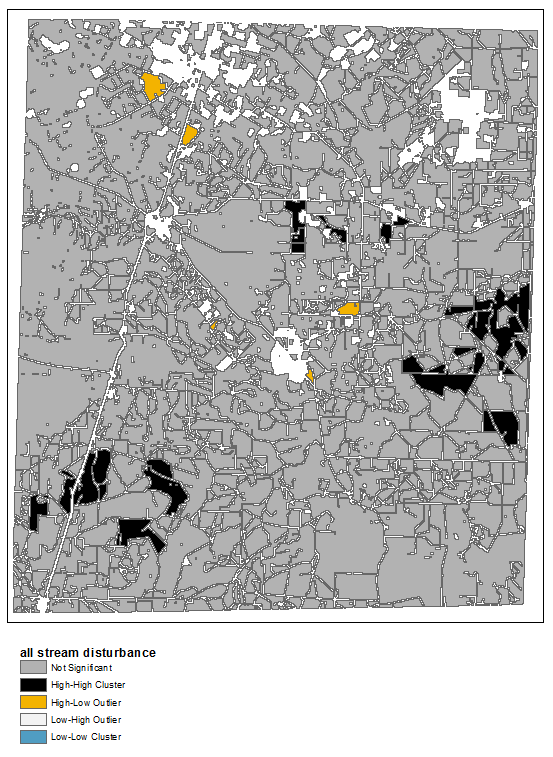 all stream disturbance
Not Significant
High-High Cluster
High-Low Outlier
Low-High Outlier
Low-Low Cluster